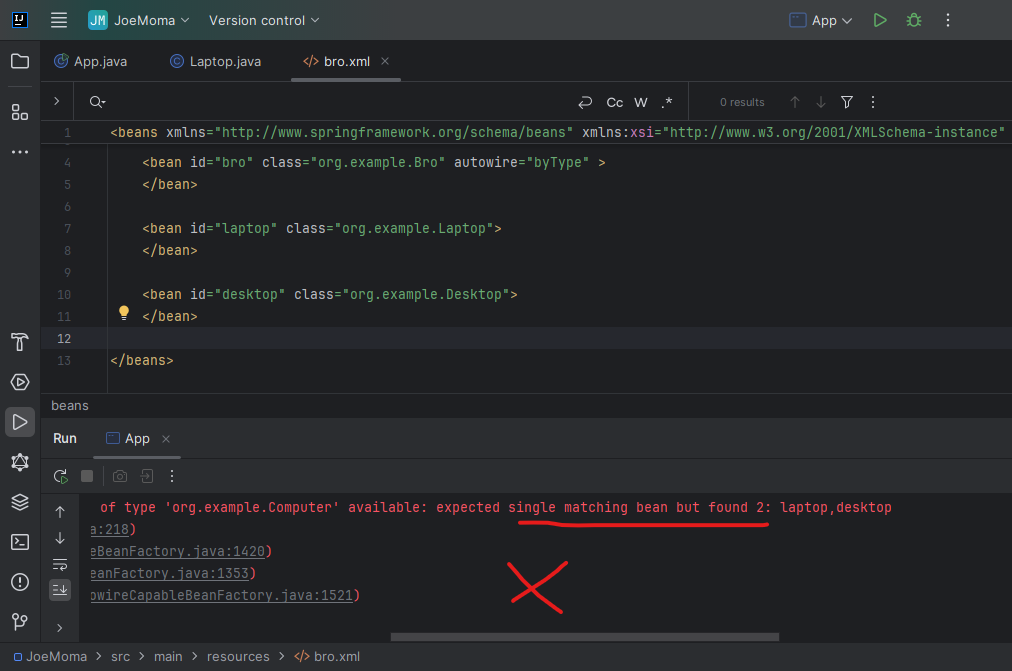 IJ JM JoeMoma Version control App
App.java Laptop.java bro.xml
Cc W .* 0 results
1 <beans xmlns="http://www.springframework.org/schema/beans" xmlns:xsi="http://www.w3.org/2001/XMLSchema-instance"
4 <bean id="bro" class="org.example.Bro" autowire="byType" >
5 </bean>
6
7 <bean id="laptop" class="org.example.Laptop">
8 </bean>
9
10 <bean id="desktop" class="org.example.Desktop">
11 </bean>
12
13 </beans>
beans
Run App
of type 'org.example.Computer' available: expected single matching bean but found 2: laptop,desktop
a:218)
eBeanFactory.java:1420)
eanFactory.java:1353)
owireCapableBeanFactory.java:1521)
JoeMoma > src > main > resources > bro.xml